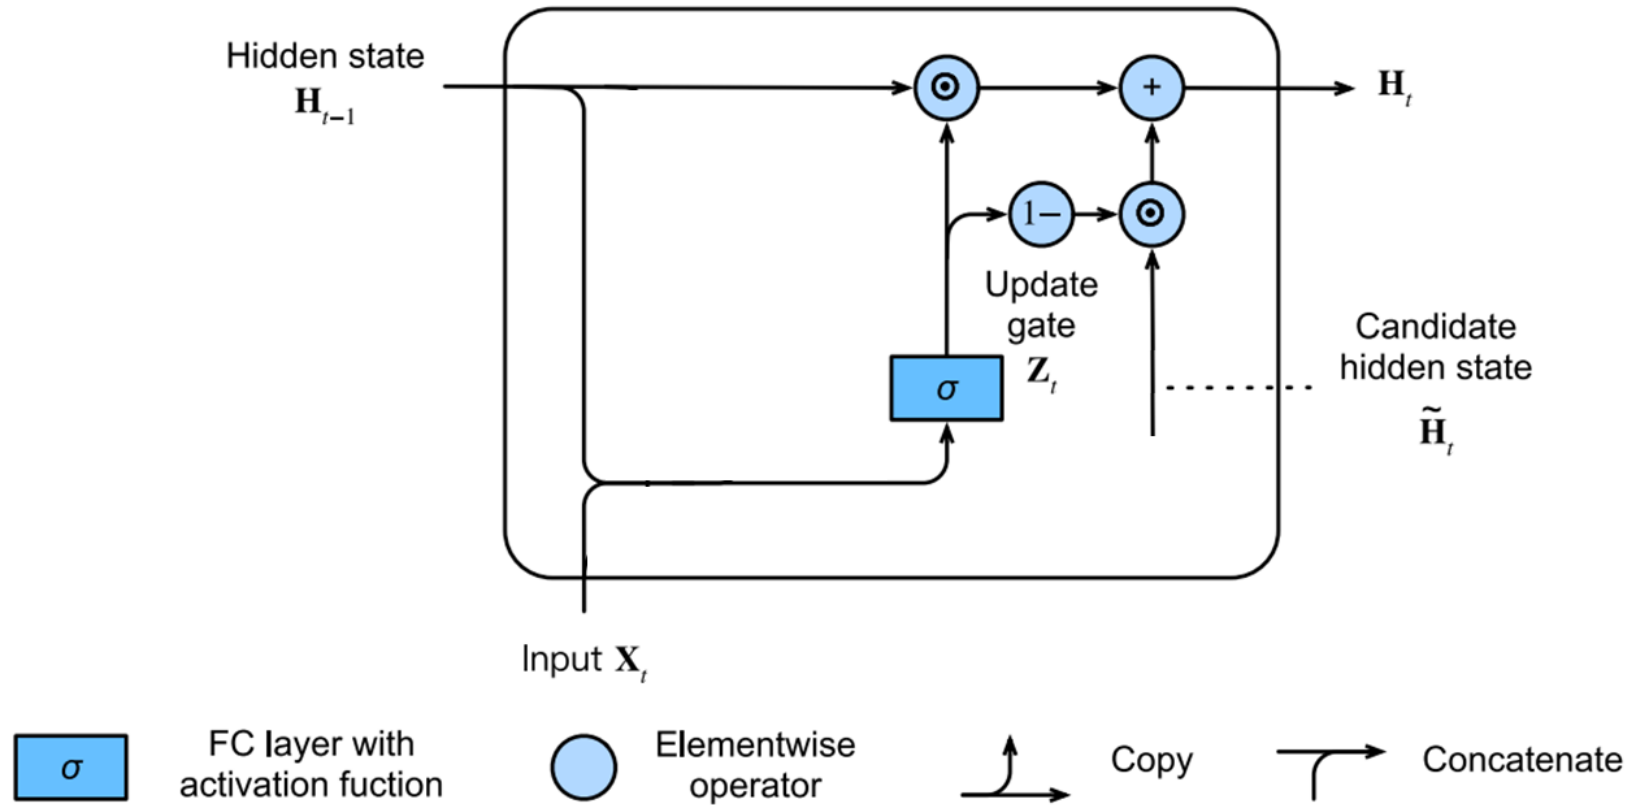 Hidden state
H_{t−1}
⊙
+
H_t
1−
⊙
Update
gate
Z_t
σ
Candidate
hidden state
H̃_t
Input X_t
σ
FC layer with
activation fuction
Elementwise
operator
Copy
Concatenate